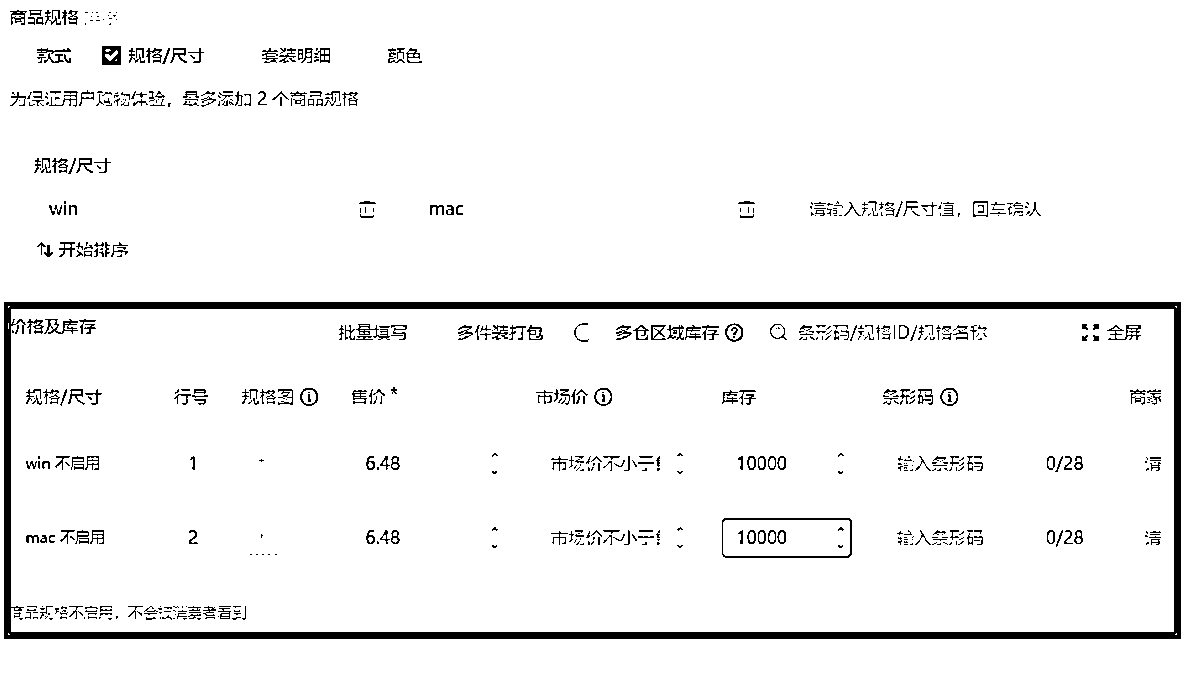 商品规格
款式 规格/尺寸 套装明细 颜色
为保证用户购物体验，最多添加 2 个商品规格
规格/尺寸
win mac 请输入规格/尺寸值，回车确认
开始排序
价格及库存 批量填写 多件装打包 多仓区域库存 条形码/规格ID/规格名称 全屏
规格/尺寸 行号 规格图 售价* 市场价 库存 条形码 商家
win 不启用 1 6.48 市场价不小于 10000 输入条形码 0/28 请
mac 不启用 2 6.48 市场价不小于 10000 输入条形码 0/28 请
商品规格不启用，不会被消费者看到